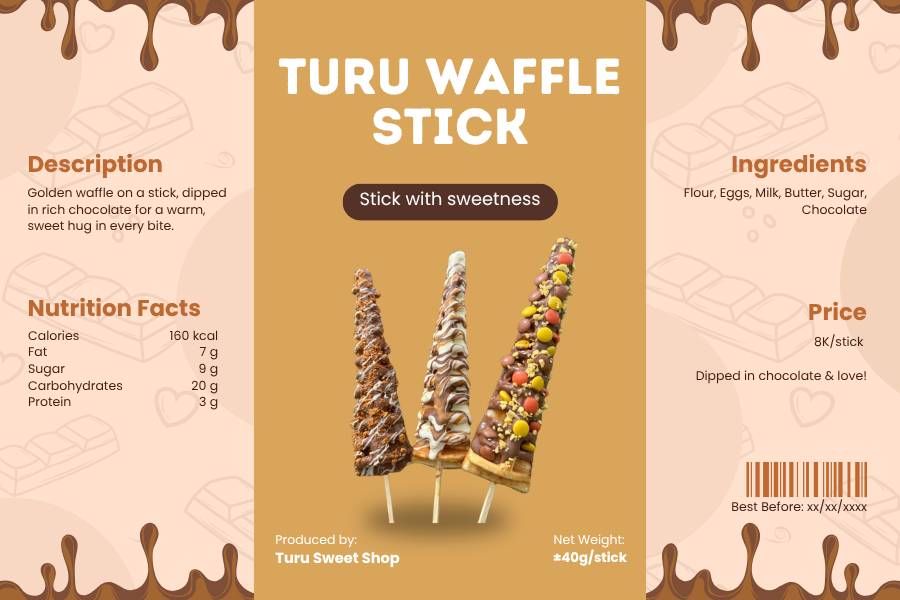 TURU WAFFLE
STICK
Stick with sweetness
Description
Golden waffle on a stick, dipped
in rich chocolate for a warm,
sweet hug in every bite.
Nutrition Facts
Calories 160 kcal
Fat 7 g
Sugar 9 g
Carbohydrates 20 g
Protein 3 g
Produced by:
Turu Sweet Shop
Net Weight:
±40g/stick
Ingredients
Flour, Eggs, Milk, Butter, Sugar,
Chocolate
Price
8K/stick
Dipped in chocolate & love!
Best Before: xx/xx/xxxx